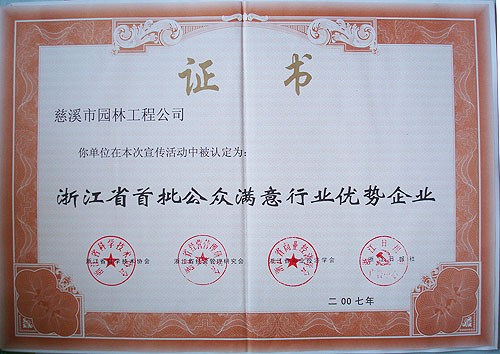 证书
慈溪市园林工程公司
你单位在本次宣传活动中被认定为:
浙江省首批公众满意行业优势企业
二00七年